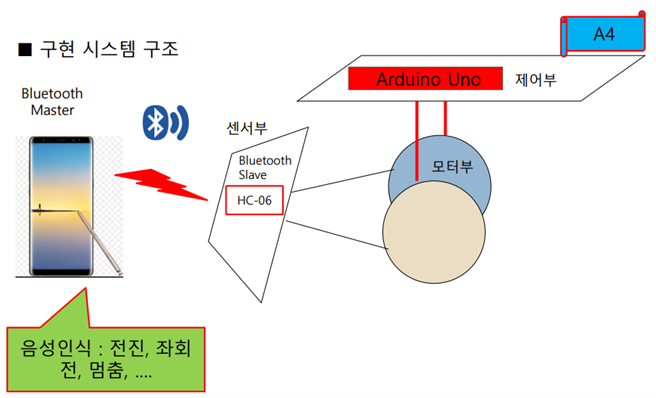 ■ 구현 시스템 구조
A4
Arduino Uno 제어부
Bluetooth
Master
센서부
Bluetooth
Slave
HC-06
모터부
음성인식 : 전진, 좌회
전, 멈춤, ....